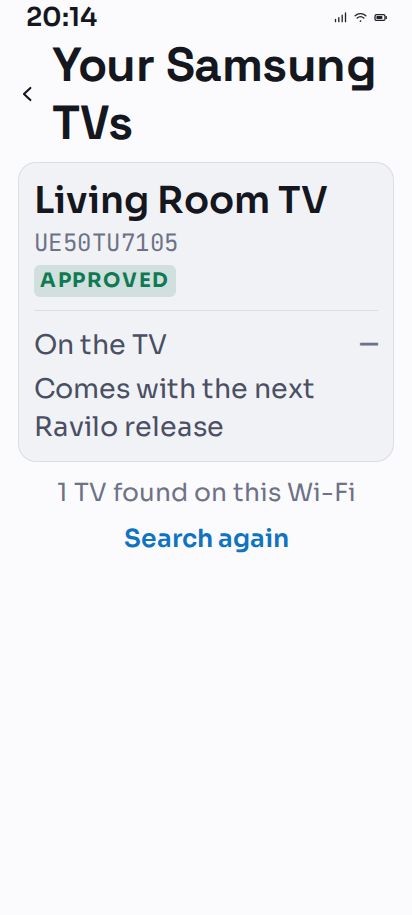 20:14
Your Samsung
TVs
Living Room TV
UE50TU7105
APPROVED
On the TV —
Comes with the next
Ravilo release
1 TV found on this Wi-Fi
Search again